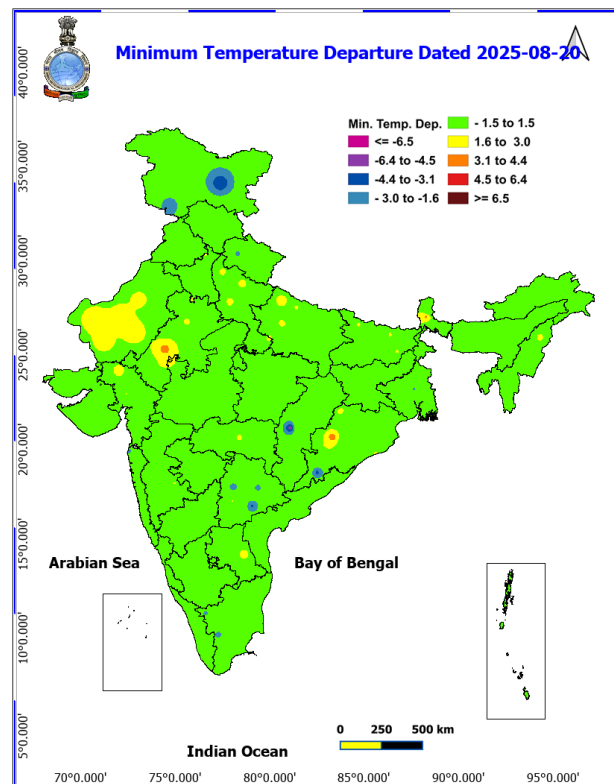 Minimum Temperature Departure Dated 2025-08-20
Min. Temp. Dep.
<= -6.5
-6.4 to -4.5
-4.4 to -3.1
- 3.0 to -1.6
- 1.5 to 1.5
1.6 to 3.0
3.1 to 4.4
4.5 to 6.4
>= 6.5
40°0.000'
35°0.000'
30°0.000'
25°0.000'
20°0.000'
15°0.000'
10°0.000'
5°0.000'
Arabian Sea
Bay of Bengal
0 250 500 km
Indian Ocean
70°0.000' 75°0.000' 80°0.000' 85°0.000' 90°0.000' 95°0.000'